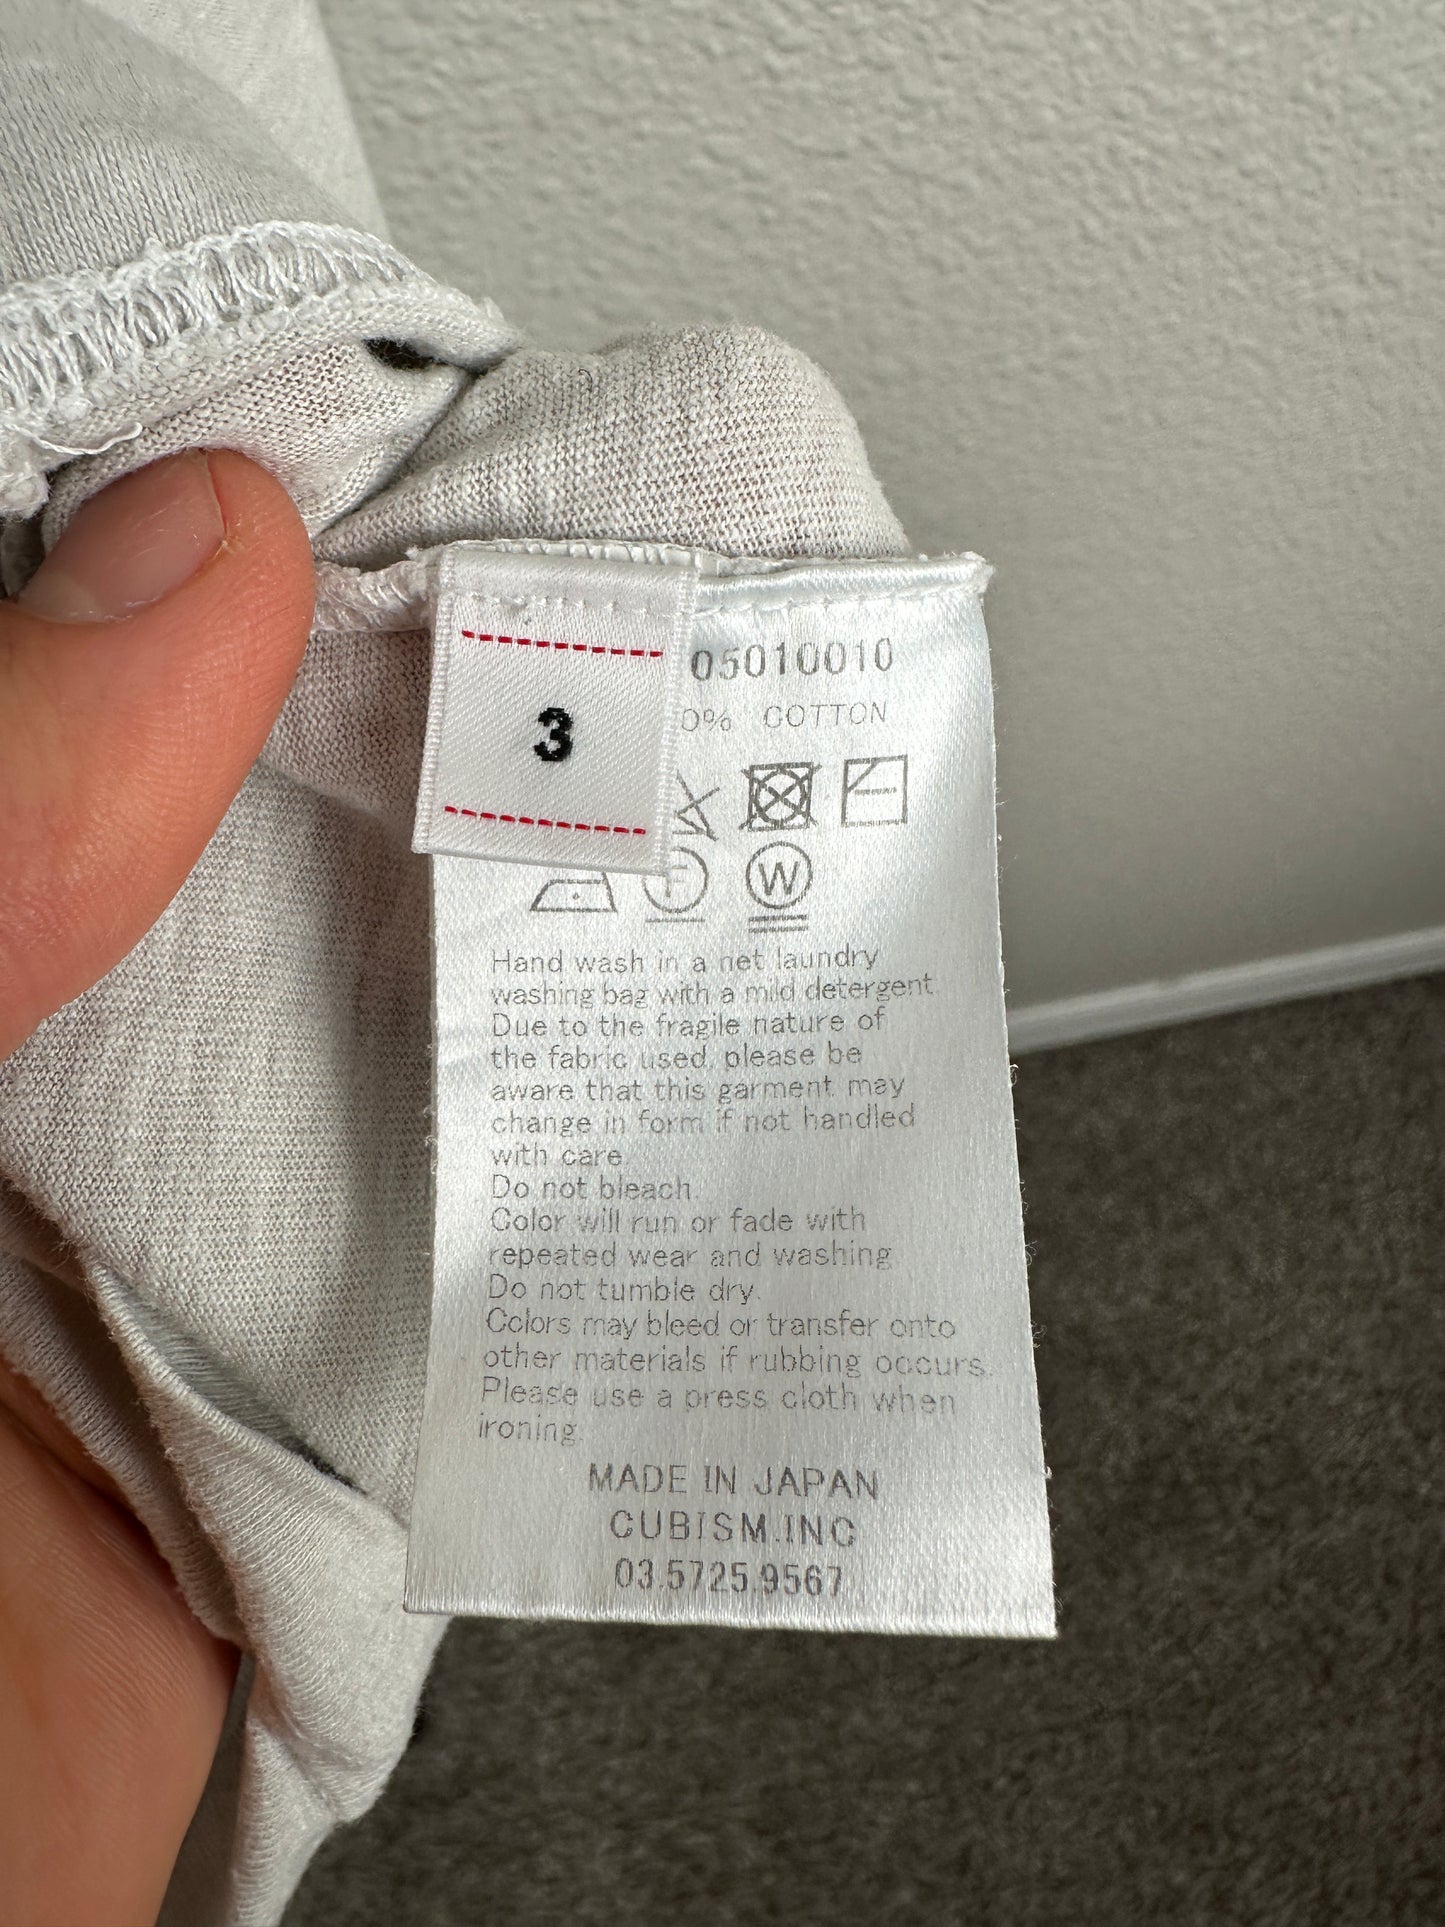 3
05010010
0% COTTON
W
Hand wash in a net laundry
washing bag with a mild detergent.
Due to the fragile nature of
the fabric used, please be
aware that this garment may
change in form if not handled
with care.
Do not bleach.
Color will run or fade with
repeated wear and washing.
Do not tumble dry.
Colors may bleed or transfer onto
other materials if rubbing occurs.
Please use a press cloth when
ironing.
MADE IN JAPAN
CUBISM.INC
03.5725.9567